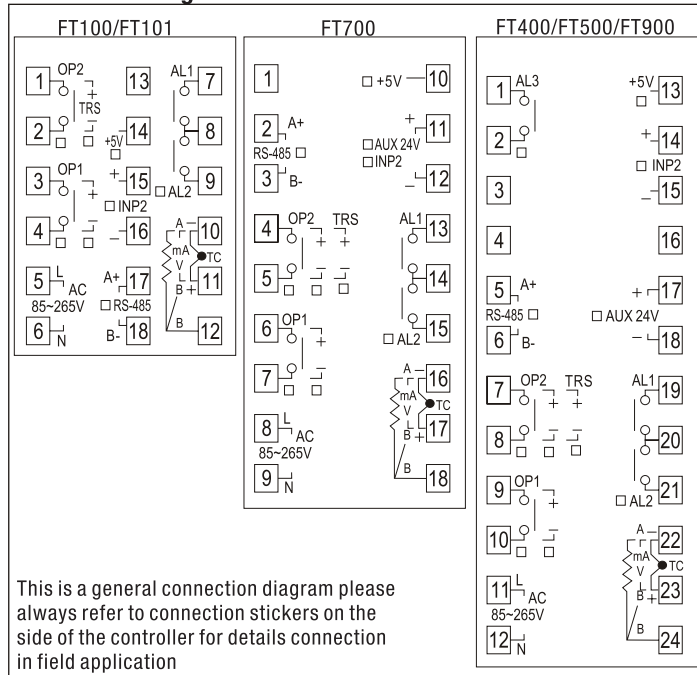 FT100/FT101
1 OP2 13 AL1 7
+
TRS
2 - - +5V 14 8
3 OP1 + + 15 AL2 9
INP2
4 - - 16 A - 10
mA
V
TC
5 L A+ 17 B + 11
AC
85~265V RS-485
6 N B- 18 B 12
FT700
1 +5V 10
2 A+ + 11
RS-485 AUX 24V
INP2
3 B- - 12
4 OP2 TRS AL1 13
+ +
5 - - 14
6 OP1 15
+ AL2
7 - A - 16
mA
V
TC
8 L B + 17
AC
85~265V
9 N B 18
FT400/FT500/FT900
1 AL3 +5V 13
2 + 14
INP2
3 - 15
4 16
5 A+ + 17
RS-485 AUX 24V
6 B- - 18
7 OP2 TRS AL1 19
+ +
8 - - 20
9 OP1 21
+ AL2
10 - A - 22
mA
V
TC
11 L B + 23
AC
85~265V
12 N B 24
This is a general connection diagram please
always refer to connection stickers on the
side of the controller for details connection
in field application